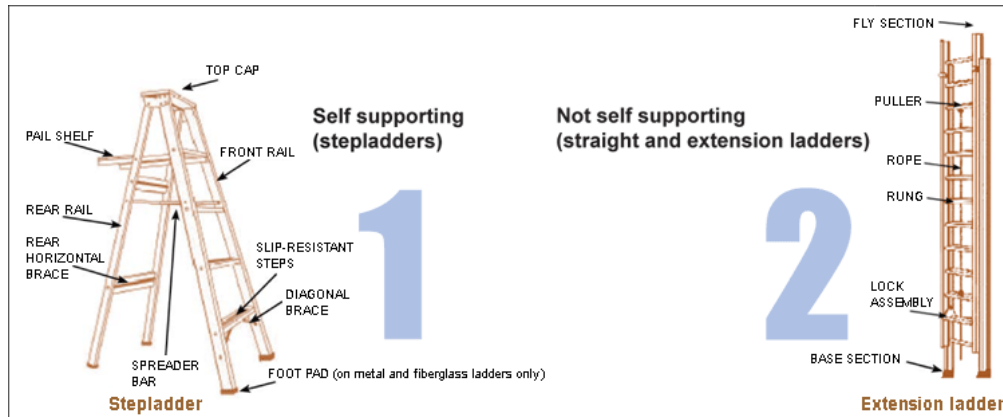 TOP CAP
PAIL SHELF
FRONT RAIL
REAR RAIL
REAR
HORIZONTAL
BRACE
SLIP-RESISTANT
STEPS
DIAGONAL
BRACE
SPREADER
BAR
FOOT PAD (on metal and fiberglass ladders only)
Stepladder
Self supporting
(stepladders)
1
Not self supporting
(straight and extension ladders)
2
FLY SECTION
PULLER
ROPE
RUNG
LOCK
ASSEMBLY
BASE SECTION
Extension ladder